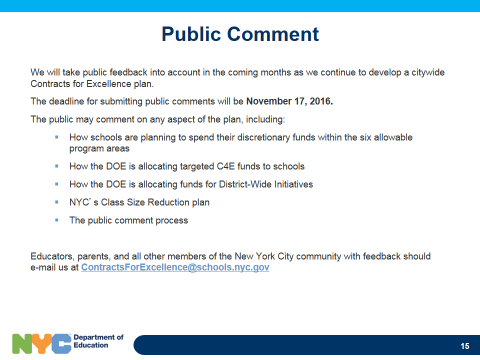 Public Comment
We will take public feedback into account in the coming months as we continue to develop a citywide
Contracts for Excellence plan.
The deadline for submitting public comments will be November 17, 2016.
The public may comment on any aspect of the plan, including:
How schools are planning to spend their discretionary funds within the six allowable
program areas
How the DOE is allocating targeted C4E funds to schools
How the DOE is allocating funds for District-Wide Initiatives
NYC's Class Size Reduction plan
The public comment process
Educators, parents, and all other members of the New York City community with feedback should
e-mail us at ContractsForExcellence@schools.nyc.gov
NYC Department of
Education
15